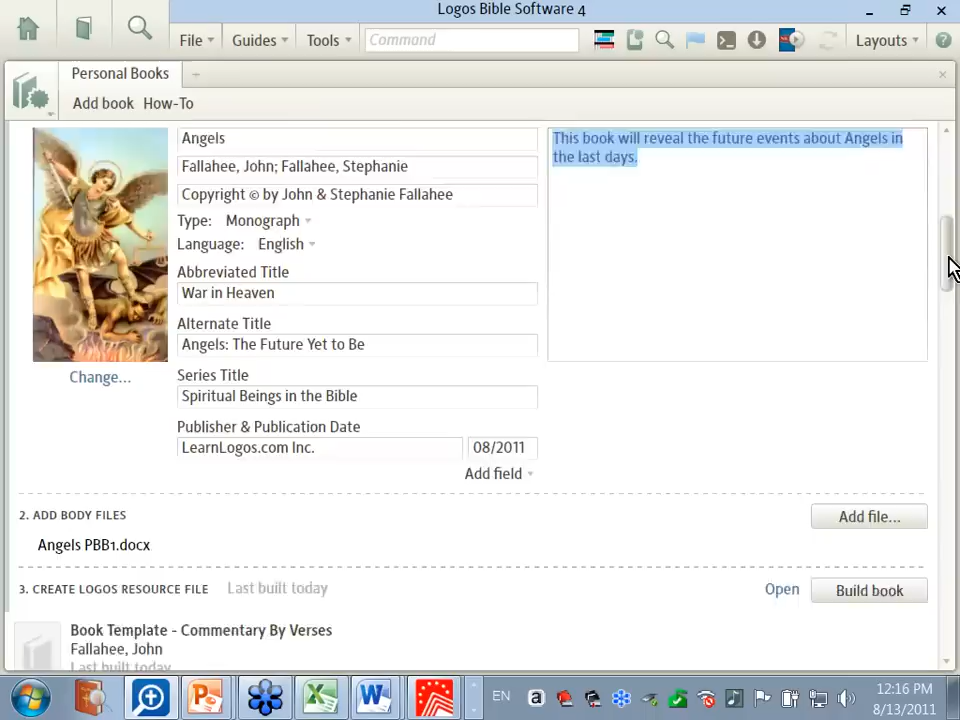 Logos Bible Software 4
File Guides Tools Command Layouts
Personal Books
Add book How-To
Angels
Fallahee, John; Fallahee, Stephanie
Copyright © by John & Stephanie Fallahee
Type: Monograph
Language: English
Abbreviated Title
War in Heaven
Alternate Title
Angels: The Future Yet to Be
Series Title
Spiritual Beings in the Bible
Publisher & Publication Date
LearnLogos.com Inc. 08/2011
Add field
Change...
This book will reveal the future events about Angels in
the last days.
2. ADD BODY FILES Add file...
Angels PBB1.docx
3. CREATE LOGOS RESOURCE FILE Last built today Open Build book
Book Template - Commentary By Verses
Fallahee, John
Last built today
EN
12:16 PM
8/13/2011